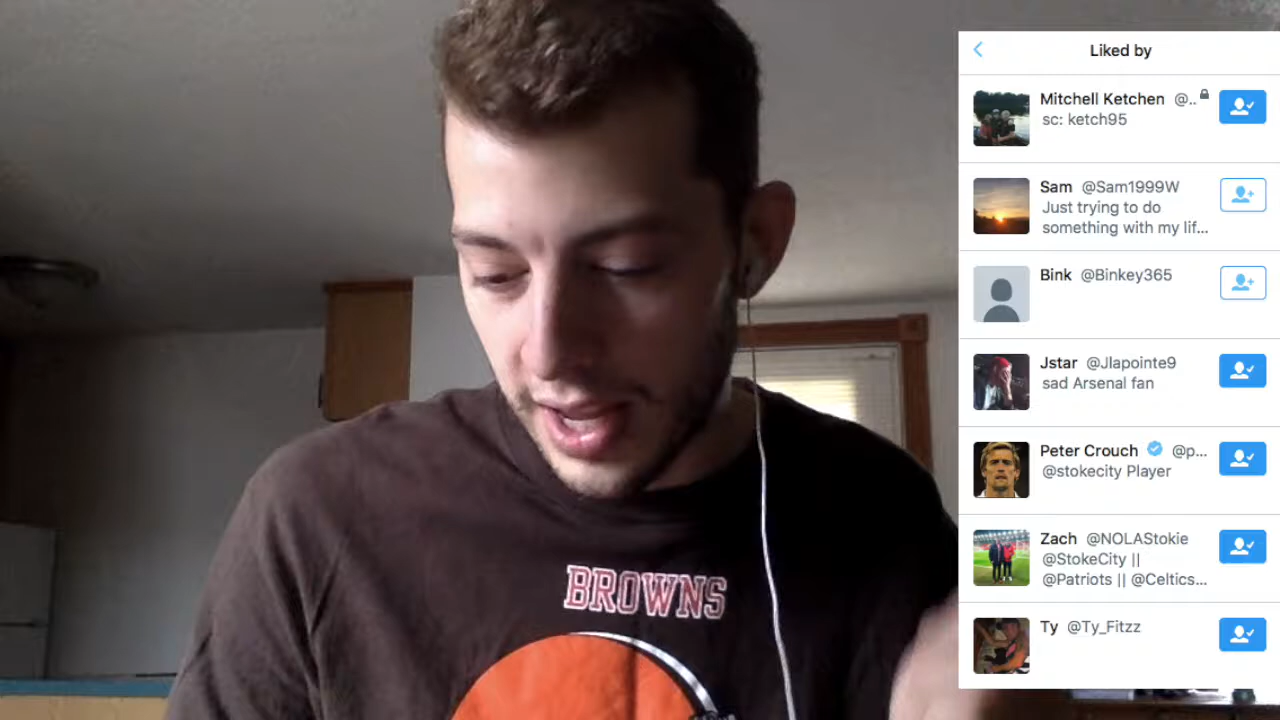 Liked by
Mitchell Ketchen @..
sc: ketch95
Sam @Sam1999W
Just trying to do
something with my lif...
Bink @Binkey365
Jstar @Jlapointe9
sad Arsenal fan
Peter Crouch @p...
@stokecity Player
Zach @NOLAStokie
@StokeCity ||
@Patriots || @Celtics...
Ty @Ty_Fitzz
BROWNS